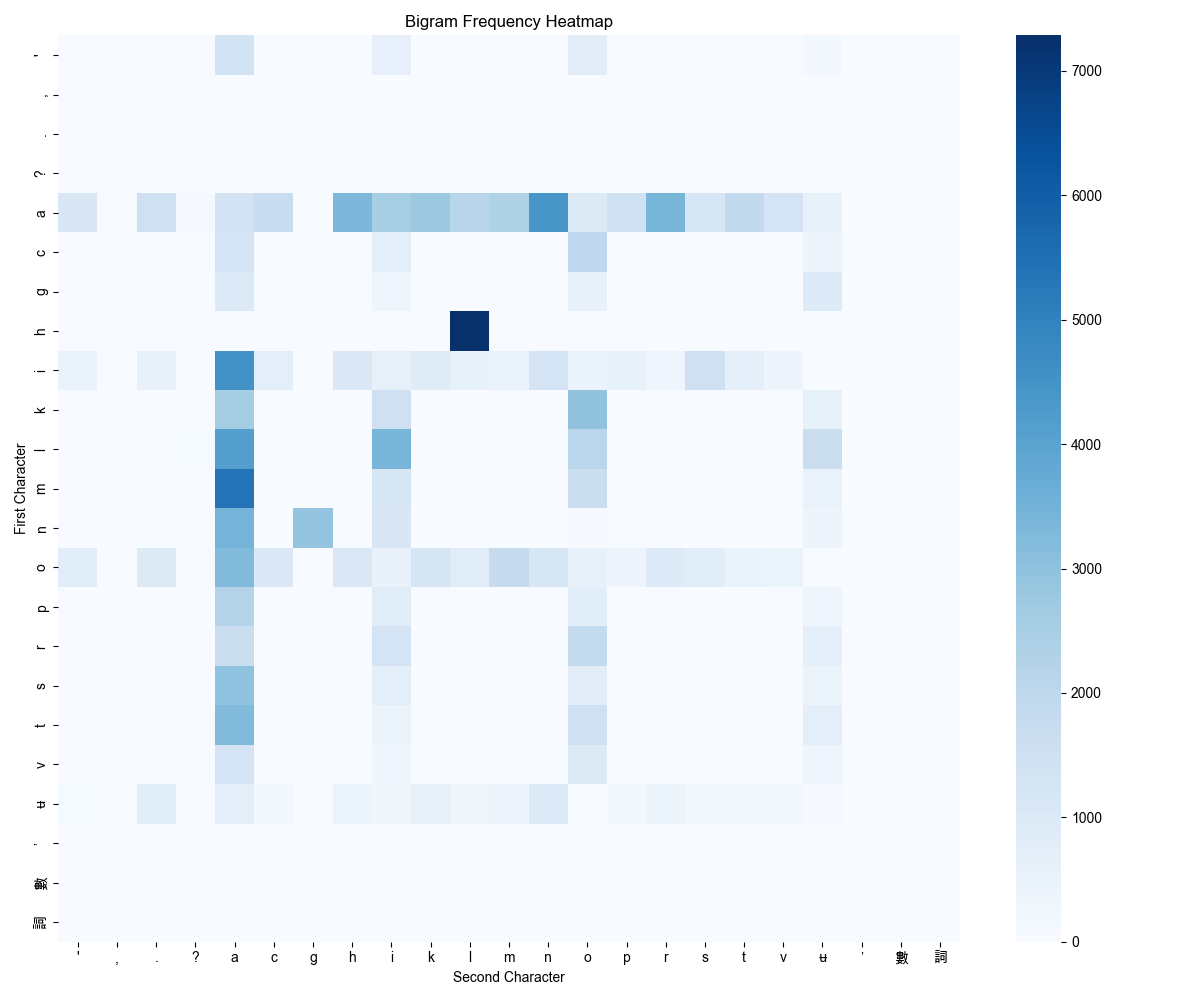 Bigram Frequency Heatmap
First Character
'
,
.
?
a
c
g
h
i
k
l
m
n
o
p
r
s
t
v
ʉ
’
數
詞
' , . ? a c g h i k l m n o p r s t v ʉ ’ 數 詞
Second Character
7000
6000
5000
4000
3000
2000
1000
0